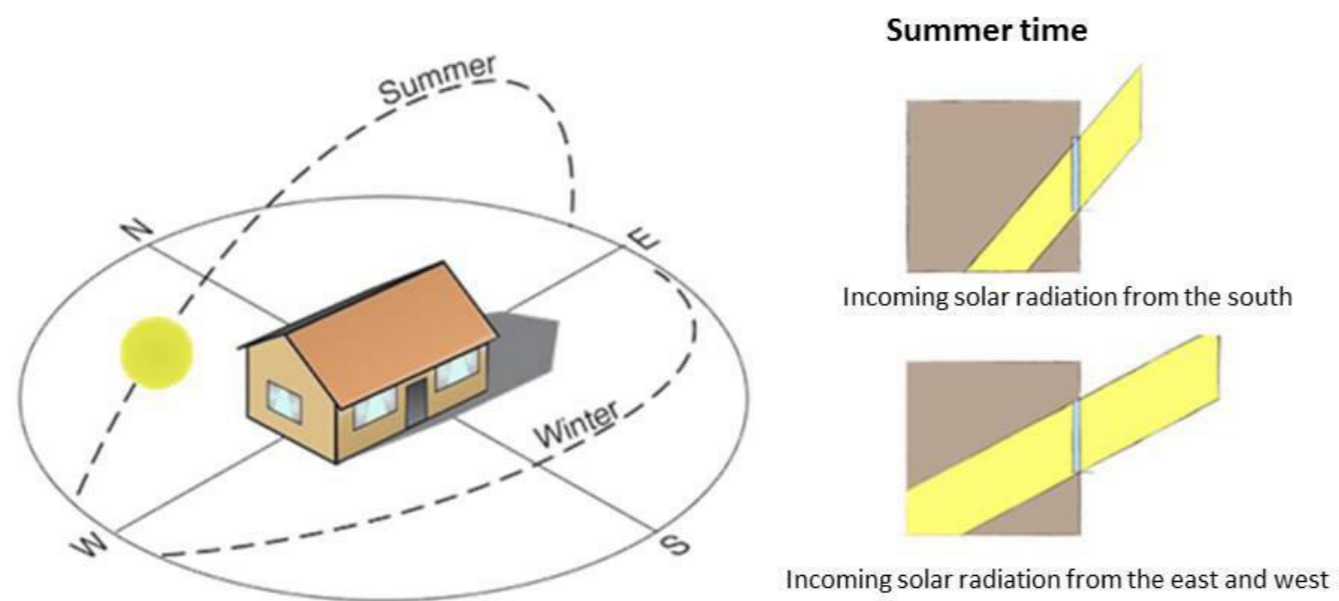 Summer time
Summer
N
E
Incoming solar radiation from the south
Winter
W
S
Incoming solar radiation from the east and west